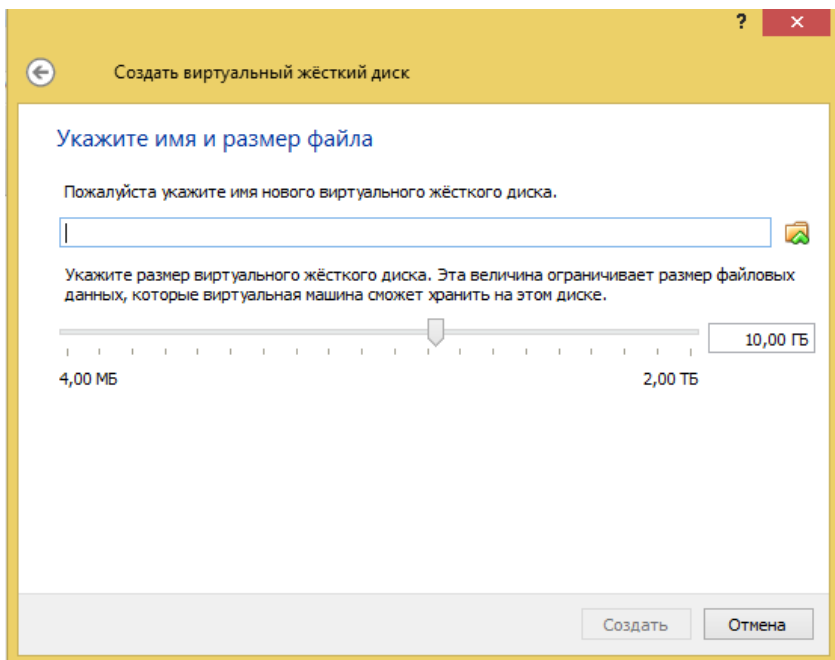 ?
Создать виртуальный жёсткий диск
Укажите имя и размер файла
Пожалуйста укажите имя нового виртуального жёсткого диска.
Укажите размер виртуального жёсткого диска. Эта величина ограничивает размер файловых
данных, которые виртуальная машина сможет хранить на этом диске.
10,00 ГБ
4,00 МБ 2,00 ТБ
Создать Отмена